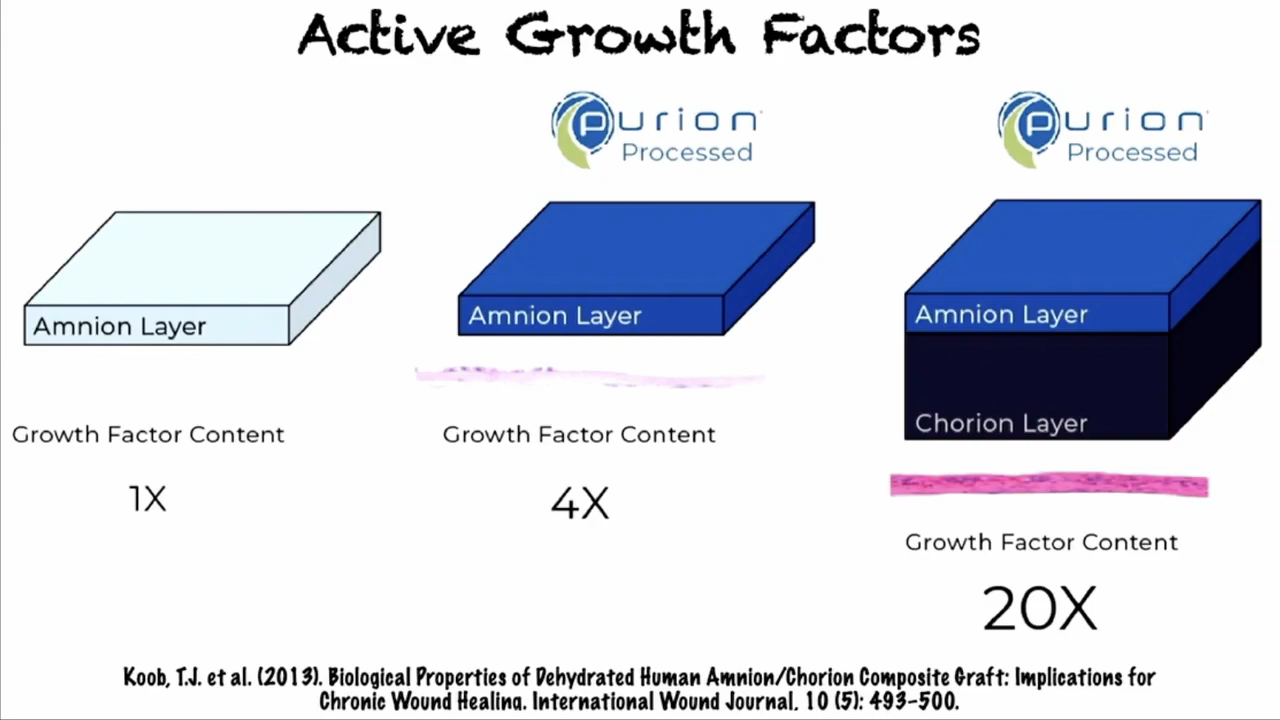 Active Growth Factors
Purion
Processed
Purion
Processed
Amnion Layer
Amnion Layer
Amnion Layer
Chorion Layer
Growth Factor Content
1X
Growth Factor Content
4X
Growth Factor Content
20X
Koob, T.J. et al. (2013). Biological Properties of Dehydrated Human Amnion/Chorion Composite Graft: Implications for
Chronic Wound Healing. International Wound Journal, 10 (5): 493-500.